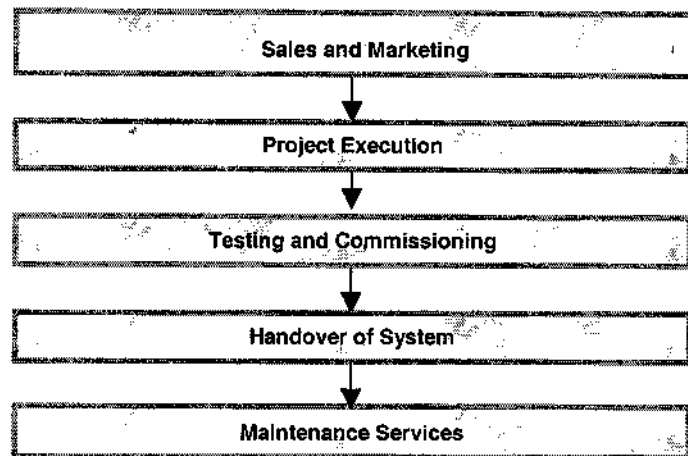 Sales and Marketing
Project Execution
Testing and Commissioning
Handover of System
Maintenance Services